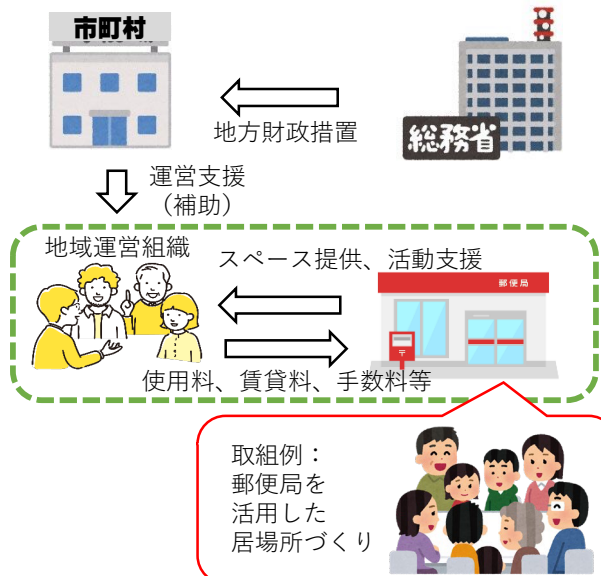 市町村
総務省
地方財政措置
運営支援
（補助）
地域運営組織
スペース提供、活動支援
郵便局
〒
使用料、賃貸料、手数料等
取組例：
郵便局を
活用した
居場所づくり